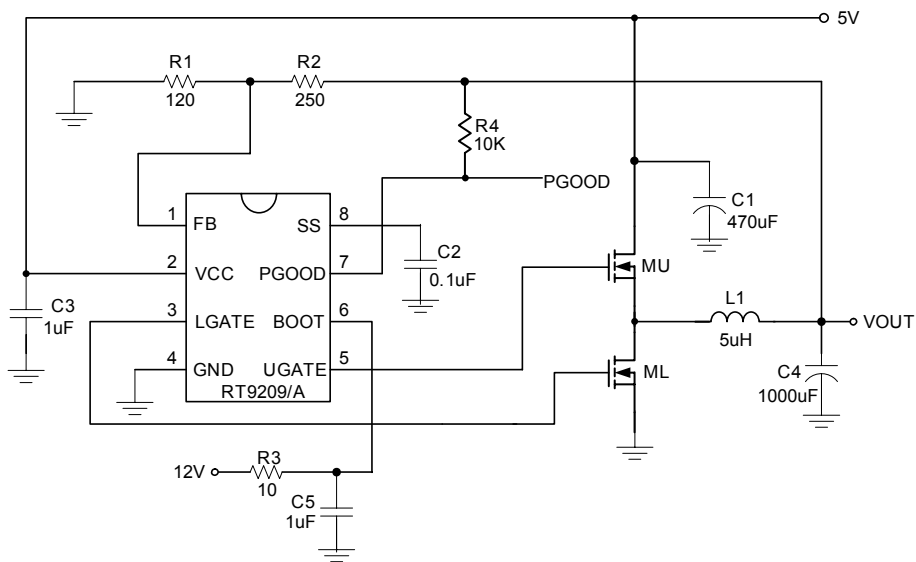 5V
R1
120
R2
250
R4
10K
PGOOD
C1
470uF
1
FB
SS
8
C2
0.1uF
2
VCC
PGOOD
7
MU
C3
1uF
3
LGATE
BOOT
6
L1
5uH
VOUT
4
GND
UGATE
5
RT9209/A
ML
C4
1000uF
12V
R3
10
C5
1uF